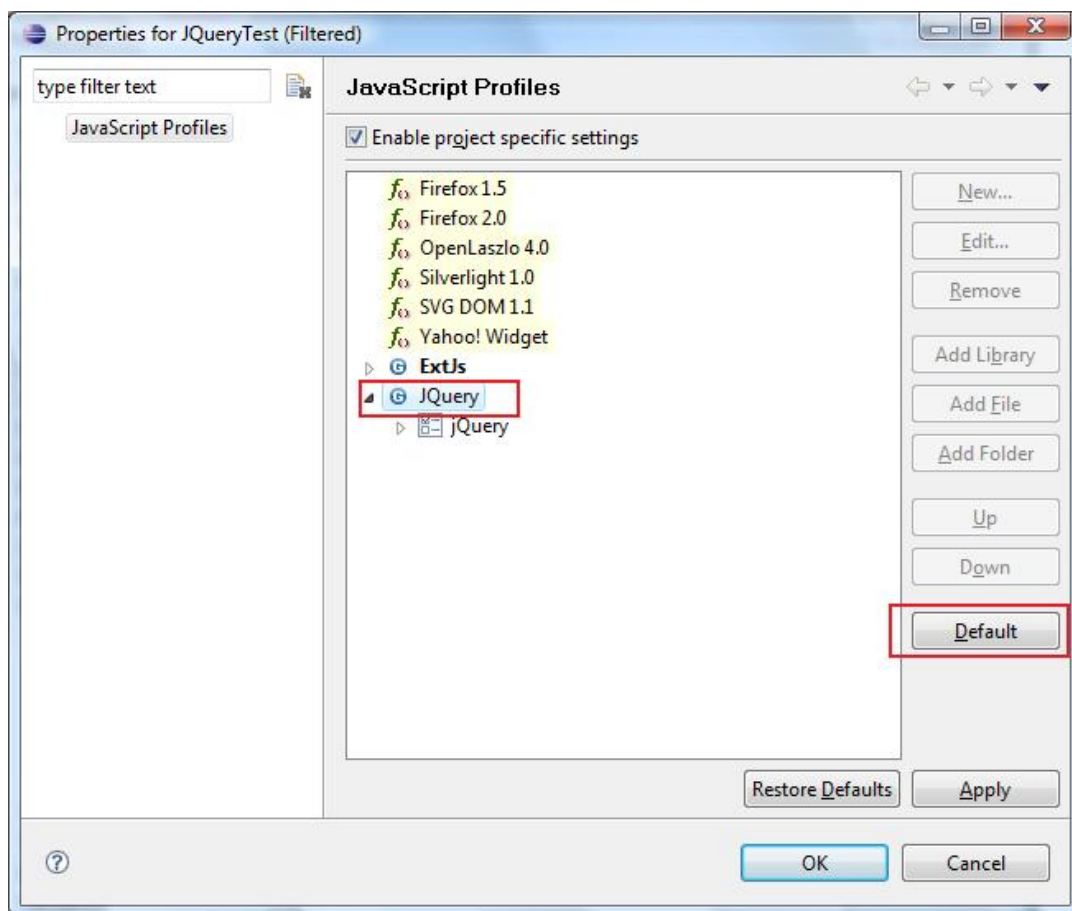 Properties for JQueryTest (Filtered)
type filter text
JavaScript Profiles
JavaScript Profiles
Enable project specific settings
Firefox 1.5
Firefox 2.0
OpenLaszlo 4.0
Silverlight 1.0
SVG DOM 1.1
Yahoo! Widget
ExtJs
JQuery
jQuery
New...
Edit...
Remove
Add Library
Add File
Add Folder
Up
Down
Default
Restore Defaults
Apply
OK
Cancel